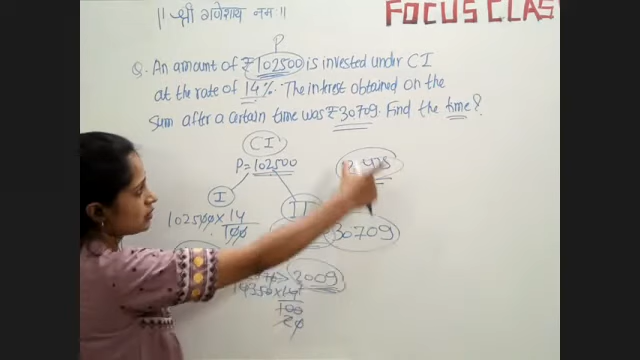 || श्री गणेशाय नमः ||
FOCUS CLAS
P
Q. An amount of ₹102500 is invested under CI
at the rate of 14%. The interest obtained on the
sum after a certain time was ₹30709. Find the time?
CI
P = 102500
I
II
102500 × 14
100
30709
2009
14350 × 14
100